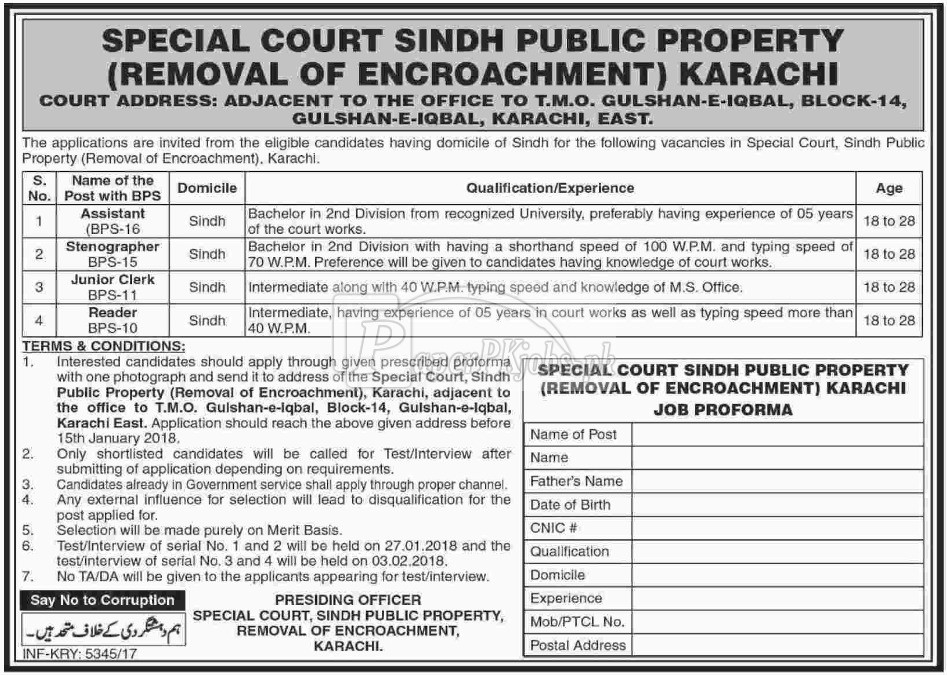 SPECIAL COURT SINDH PUBLIC PROPERTY
(REMOVAL OF ENCROACHMENT) KARACHI
COURT ADDRESS: ADJACENT TO THE OFFICE TO T.M.O. GULSHAN-E-IQBAL, BLOCK-14,
GULSHAN-E-IQBAL, KARACHI, EAST.
The applications are invited from the eligible candidates having domicile of Sindh for the following vacancies in Special Court, Sindh Public
Property (Removal of Encroachment), Karachi.
S. No. Name of the Post with BPS Domicile Qualification/Experience Age
1 Assistant (BPS-16 Sindh Bachelor in 2nd Division from recognized University, preferably having experience of 05 years
of the court works. 18 to 28
2 Stenographer BPS-15 Sindh Bachelor in 2nd Division with having a shorthand speed of 100 W.P.M. and typing speed of
70 W.P.M. Preference will be given to candidates having knowledge of court works. 18 to 28
3 Junior Clerk BPS-11 Sindh Intermediate along with 40 W.P.M. typing speed and knowledge of M.S. Office. 18 to 28
4 Reader BPS-10 Sindh Intermediate, having experience of 05 years in court works as well as typing speed more than
40 W.P.M. 18 to 28
TERMS & CONDITIONS:
1. Interested candidates should apply through given prescribed proforma
with one photograph and send it to address of the Special Court, Sindh
Public Property (Removal of Encroachment), Karachi, adjacent to
the office to T.M.O. Gulshan-e-Iqbal, Block-14, Gulshan-e-Iqbal,
Karachi East. Application should reach the above given address before
15th January 2018.
2. Only shortlisted candidates will be called for Test/Interview after
submitting of application depending on requirements.
3. Candidates already in Government service shall apply through proper channel.
4. Any external influence for selection will lead to disqualification for the
post applied for.
5. Selection will be made purely on Merit Basis.
6. Test/Interview of serial No. 1 and 2 will be held on 27.01.2018 and the
test/interview of serial No. 3 and 4 will be held on 03.02.2018.
7. No TA/DA will be given to the applicants appearing for test/interview.
Say No to Corruption
ہم دہشتگردی کے خلاف متحد ہیں۔
INF-KRY: 5345/17
PRESIDING OFFICER
SPECIAL COURT, SINDH PUBLIC PROPERTY,
REMOVAL OF ENCROACHMENT,
KARACHI.
SPECIAL COURT SINDH PUBLIC PROPERTY
(REMOVAL OF ENCROACHMENT) KARACHI
JOB PROFORMA
Name of Post
Name
Father's Name
Date of Birth
CNIC #
Qualification
Domicile
Experience
Mob/PTCL No.
Postal Address
PaperPKjobs.pk